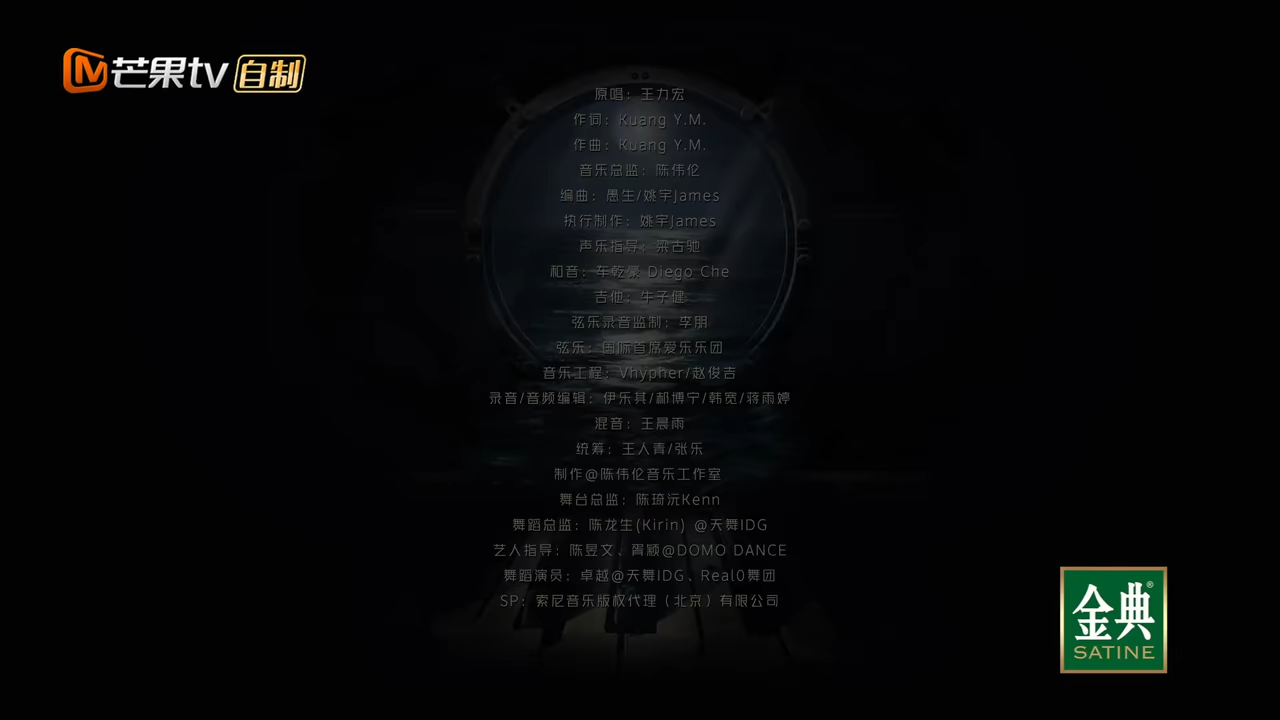 芒果tv 自制
原唱：王力宏
作词：Kuang Y.M.
作曲：Kuang Y.M.
音乐总监：陈伟伦
编曲：愚生/姚宇James
执行制作：姚宇James
声乐指导：梁古驰
和音：车乾豪 Diego Che
吉他：牛子健
弦乐录音监制：李朋
弦乐：国际首席爱乐乐团
音乐工程：Vhypher/赵俊吉
录音/音频编辑：伊乐其/郝博宁/韩宽/蒋雨婷
混音：王晨雨
统筹：王人青/张乐
制作@陈伟伦音乐工作室
舞台总监：陈琦沅Kenn
舞蹈总监：陈龙生(Kirin) @天舞IDG
艺人指导：陈昱文、胥颖@DOMO DANCE
舞蹈演员：卓越@天舞IDG、Real0舞团
SP：索尼音乐版权代理（北京）有限公司
金典®
SATINE